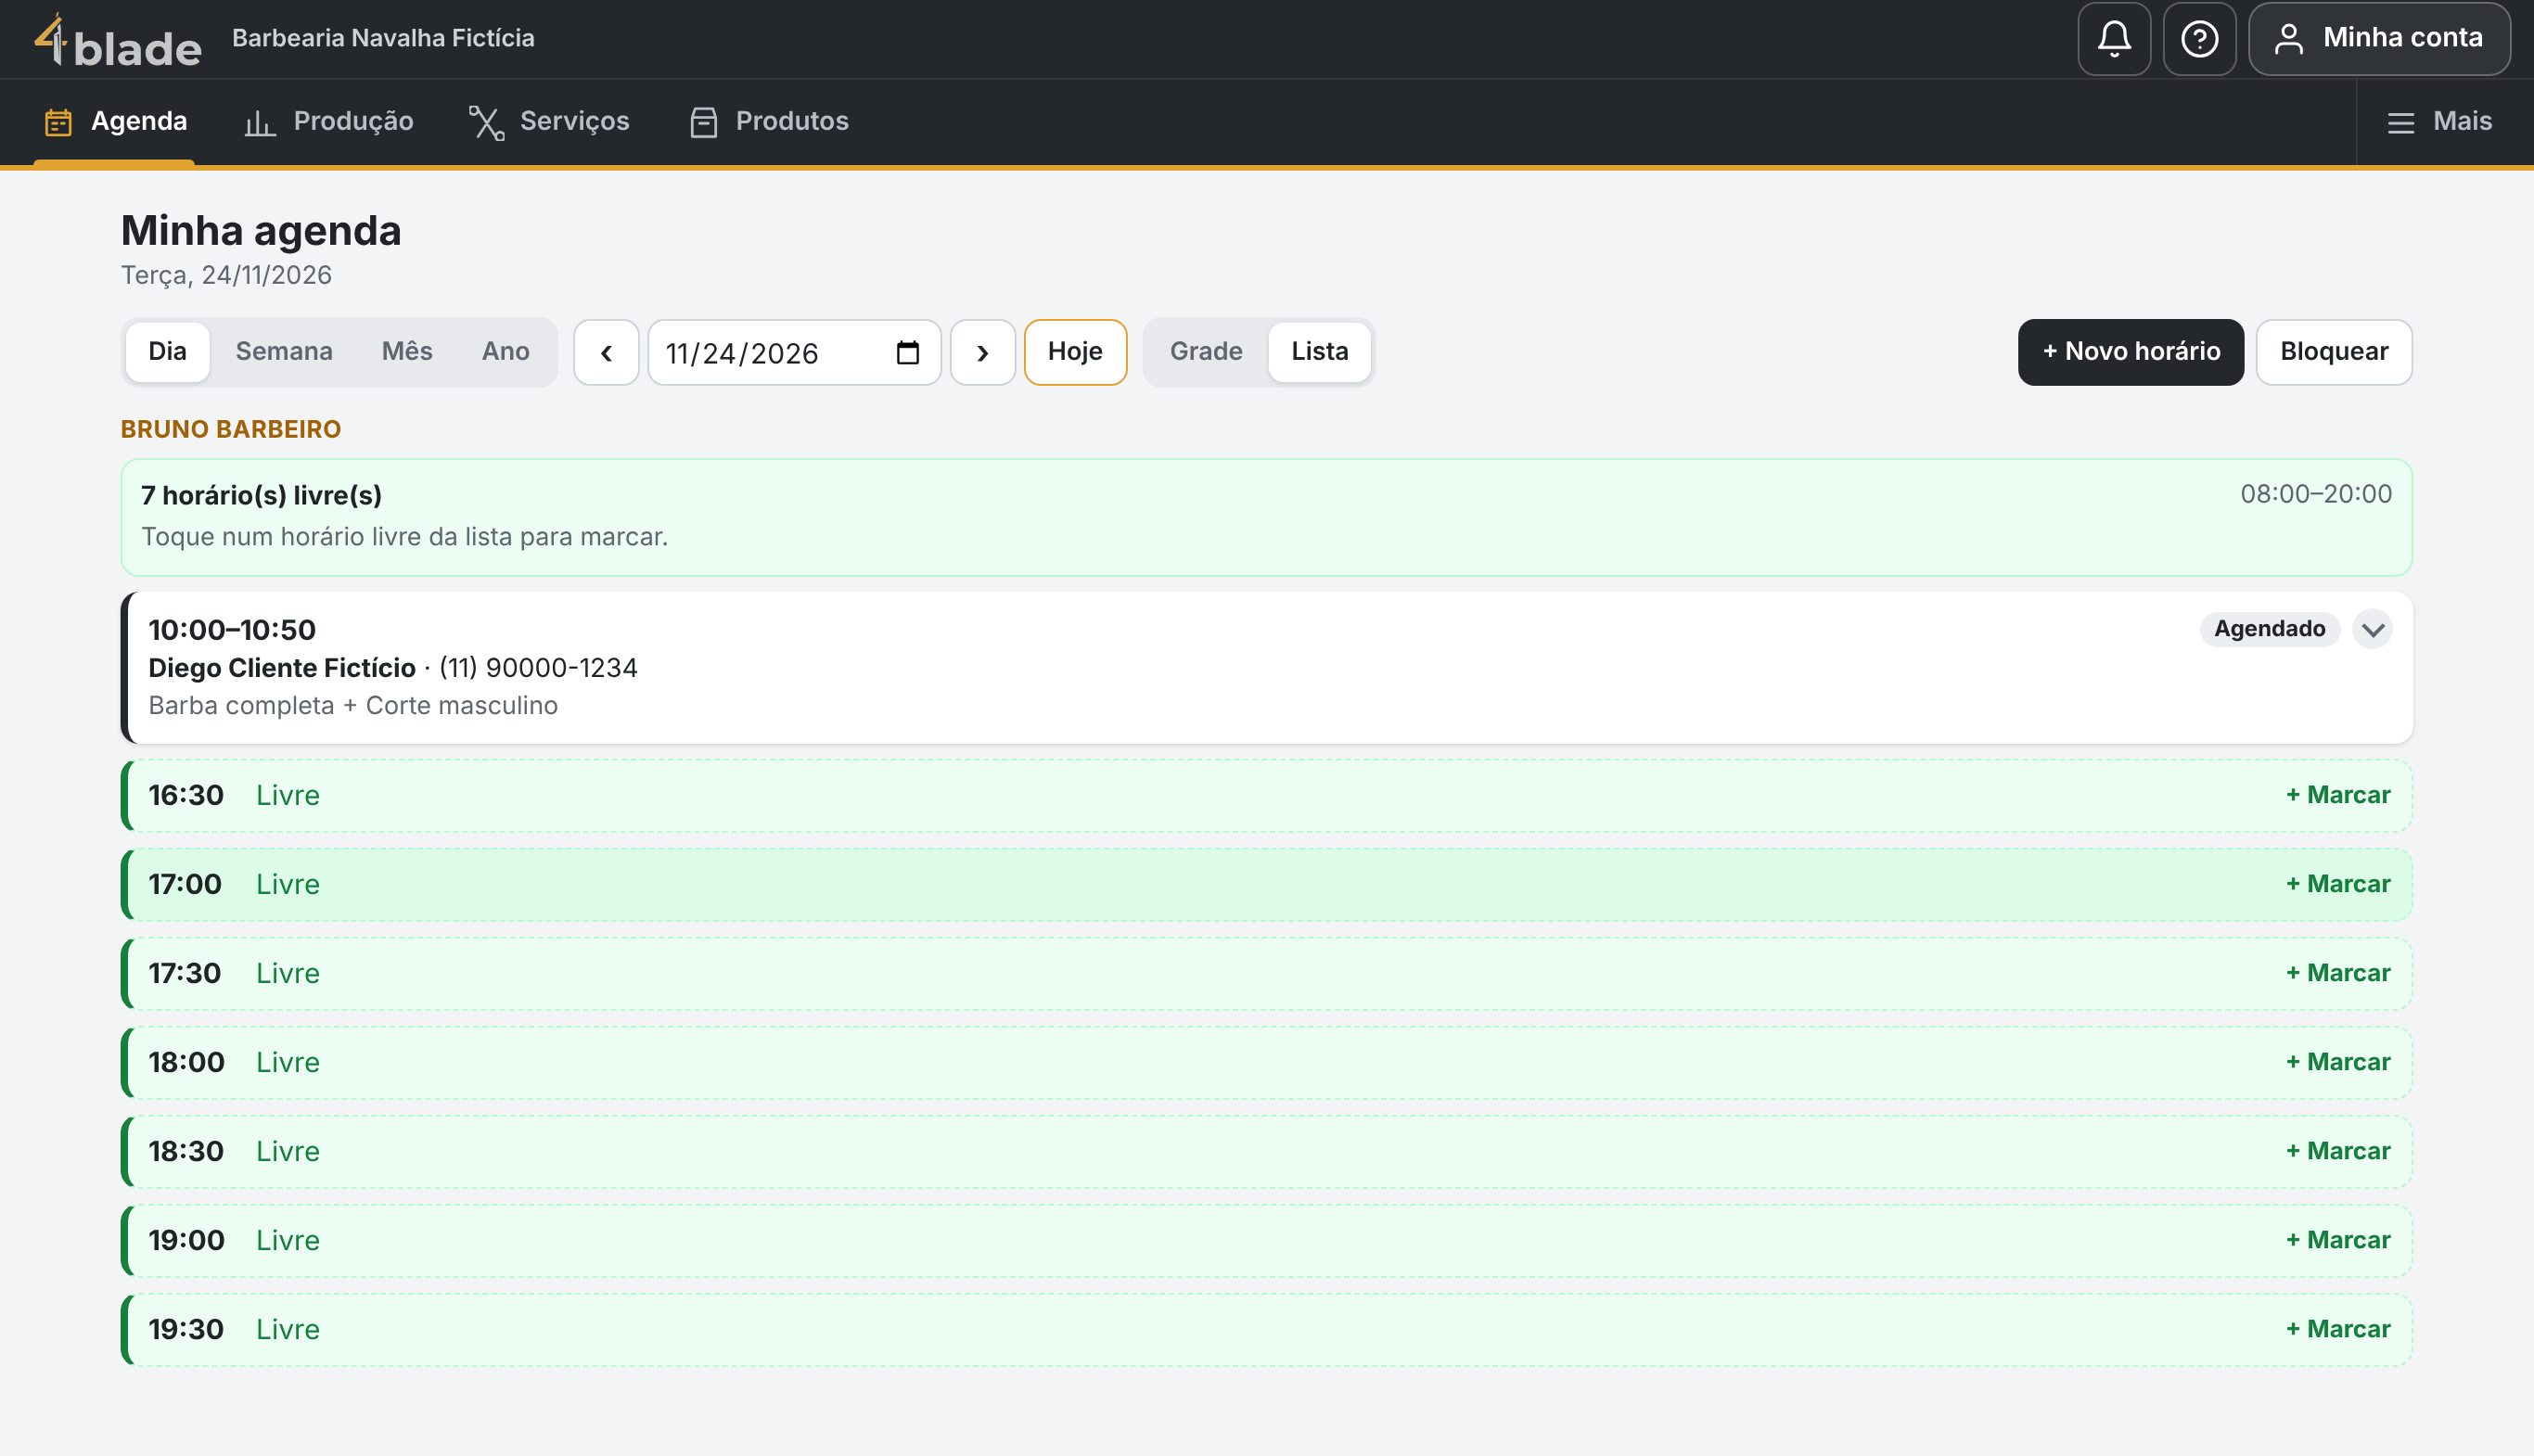 4blade Barbearia Navalha Fictícia Minha conta
Agenda Produção Serviços Produtos Mais
Minha agenda
Terça, 24/11/2026
Dia Semana Mês Ano ‹ 11/24/2026 › Hoje Grade Lista + Novo horário Bloquear
BRUNO BARBEIRO
7 horário(s) livre(s) 08:00–20:00
Toque num horário livre da lista para marcar.
10:00–10:50 Agendado
Diego Cliente Fictício · (11) 90000-1234
Barba completa + Corte masculino
16:30 Livre + Marcar
17:00 Livre + Marcar
17:30 Livre + Marcar
18:00 Livre + Marcar
18:30 Livre + Marcar
19:00 Livre + Marcar
19:30 Livre + Marcar